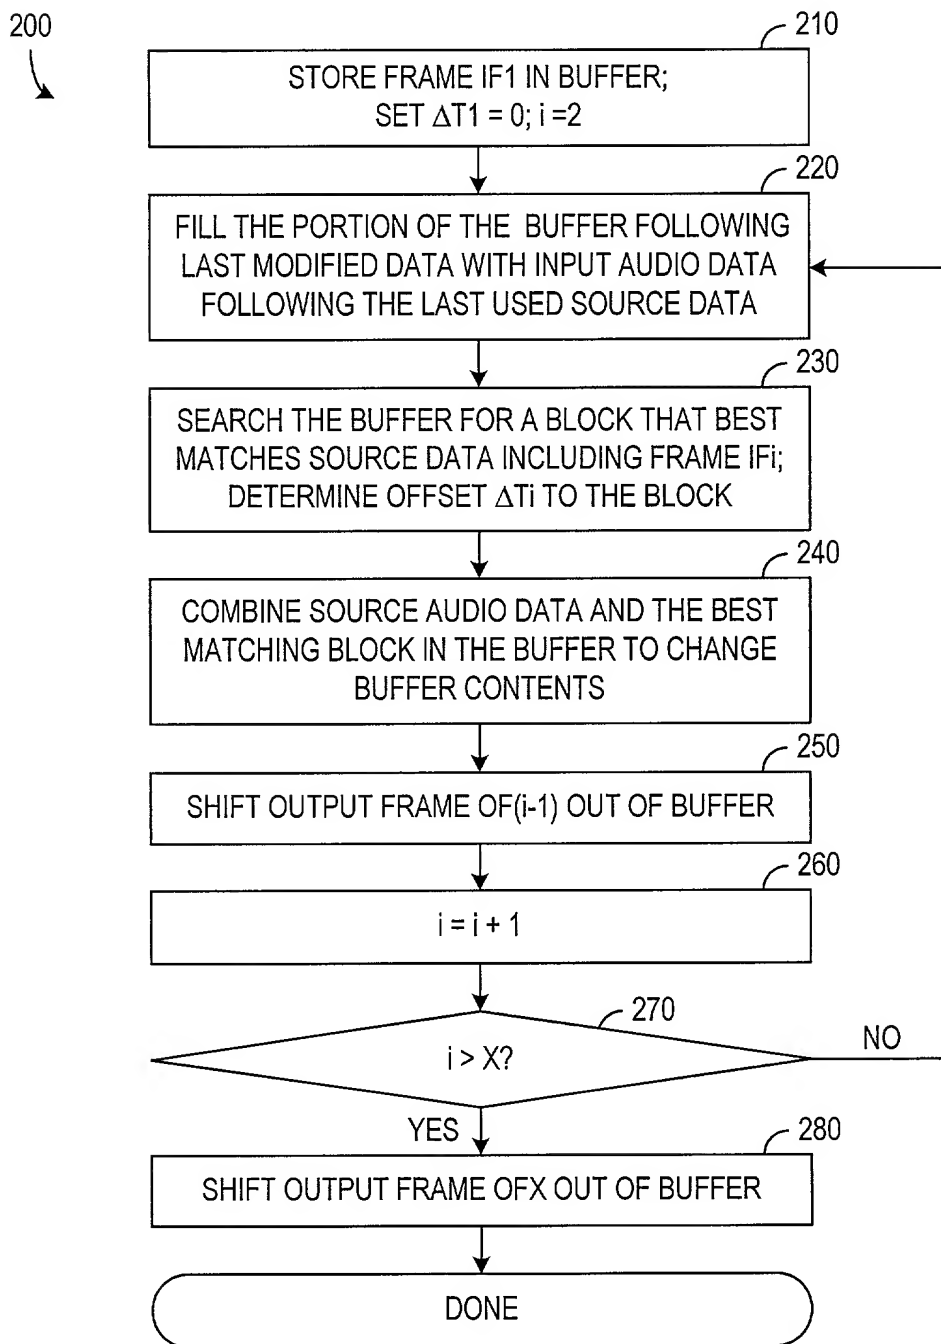 200
210
STORE FRAME IF1 IN BUFFER;
SET ΔT1 = 0; i =2
220
FILL THE PORTION OF THE BUFFER FOLLOWING
LAST MODIFIED DATA WITH INPUT AUDIO DATA
FOLLOWING THE LAST USED SOURCE DATA
230
SEARCH THE BUFFER FOR A BLOCK THAT BEST
MATCHES SOURCE DATA INCLUDING FRAME IFi;
DETERMINE OFFSET ΔTi TO THE BLOCK
240
COMBINE SOURCE AUDIO DATA AND THE BEST
MATCHING BLOCK IN THE BUFFER TO CHANGE
BUFFER CONTENTS
250
SHIFT OUTPUT FRAME OF(i-1) OUT OF BUFFER
260
i = i + 1
270
i > X?
NO
YES
280
SHIFT OUTPUT FRAME OFX OUT OF BUFFER
DONE